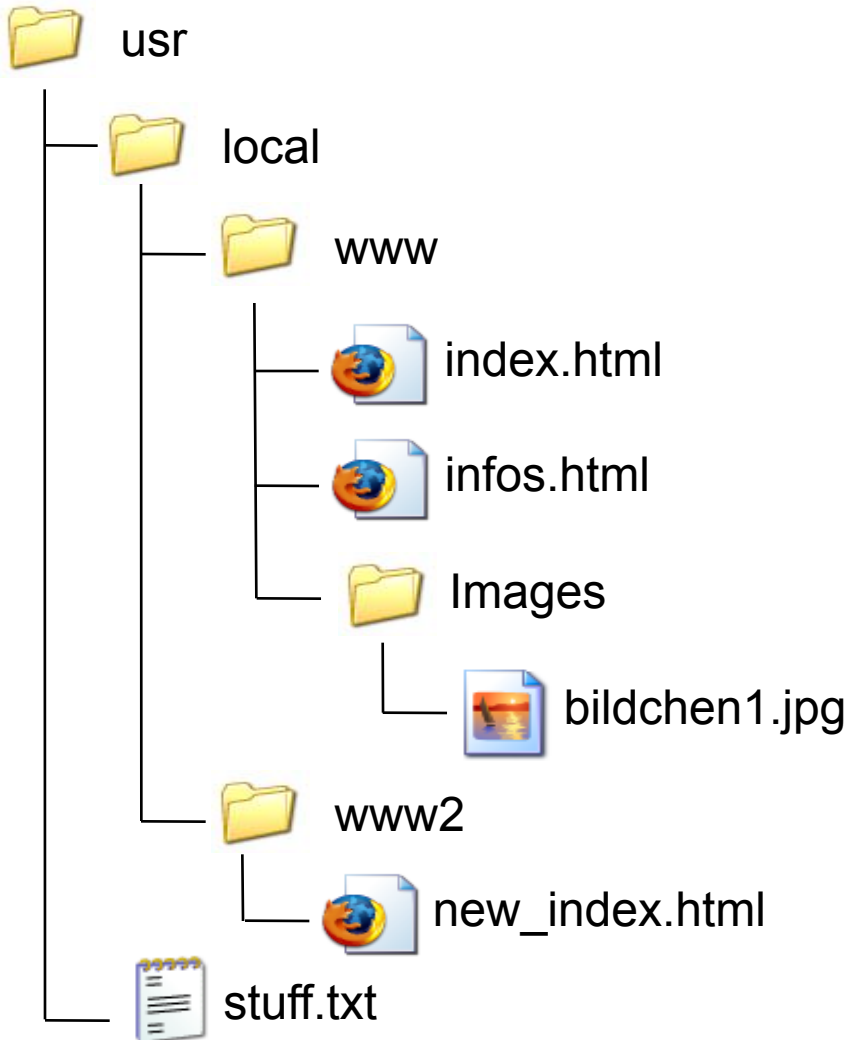 usr
local
www
index.html
infos.html
Images
bildchen1.jpg
www2
new_index.html
stuff.txt